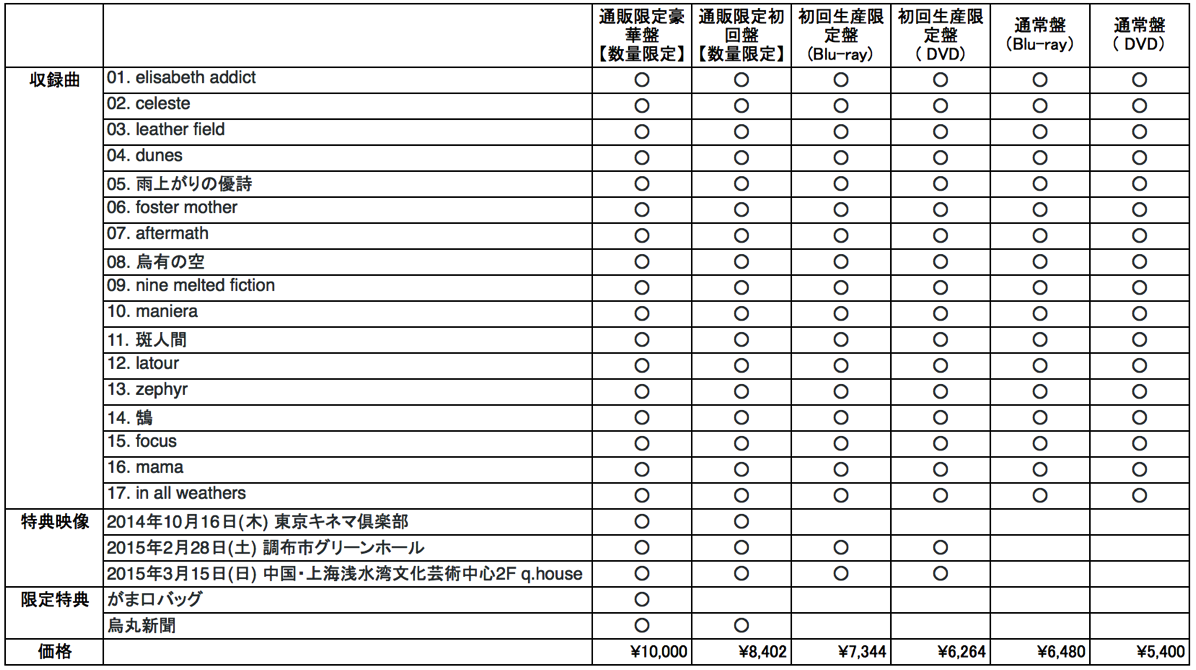 通販限定豪華盤【数量限定】 通販限定初回盤【数量限定】 初回生産限定盤(Blu-ray) 初回生産限定盤( DVD) 通常盤(Blu-ray) 通常盤( DVD)
収録曲 01. elisabeth addict ○ ○ ○ ○ ○ ○
02. celeste ○ ○ ○ ○ ○ ○
03. leather field ○ ○ ○ ○ ○ ○
04. dunes ○ ○ ○ ○ ○ ○
05. 雨上がりの優詩 ○ ○ ○ ○ ○ ○
06. foster mother ○ ○ ○ ○ ○ ○
07. aftermath ○ ○ ○ ○ ○ ○
08. 烏有の空 ○ ○ ○ ○ ○ ○
09. nine melted fiction ○ ○ ○ ○ ○ ○
10. maniera ○ ○ ○ ○ ○ ○
11. 斑人間 ○ ○ ○ ○ ○ ○
12. latour ○ ○ ○ ○ ○ ○
13. zephyr ○ ○ ○ ○ ○ ○
14. 鵠 ○ ○ ○ ○ ○ ○
15. focus ○ ○ ○ ○ ○ ○
16. mama ○ ○ ○ ○ ○ ○
17. in all weathers ○ ○ ○ ○ ○ ○
特典映像 2014年10月16日(木) 東京キネマ倶楽部 ○ ○
2015年2月28日(土) 調布市グリーンホール ○ ○ ○ ○
2015年3月15日(日) 中国・上海浅水湾文化芸術中心2F q.house ○ ○ ○ ○
限定特典 がま口バッグ ○
烏丸新聞 ○ ○
価格 ¥10,000 ¥8,402 ¥7,344 ¥6,264 ¥6,480 ¥5,400